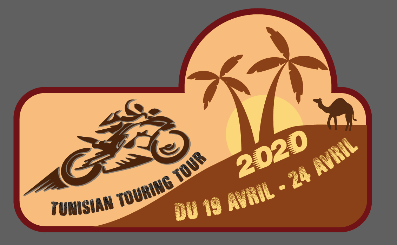 TUNISIAN TOURING TOUR
2020
DU 19 AVRIL - 24 AVRIL